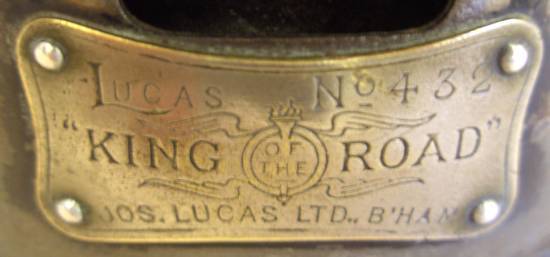 LUCAS No 432
"KING OF THE ROAD"
JOS. LUCAS LTD., B'HAM